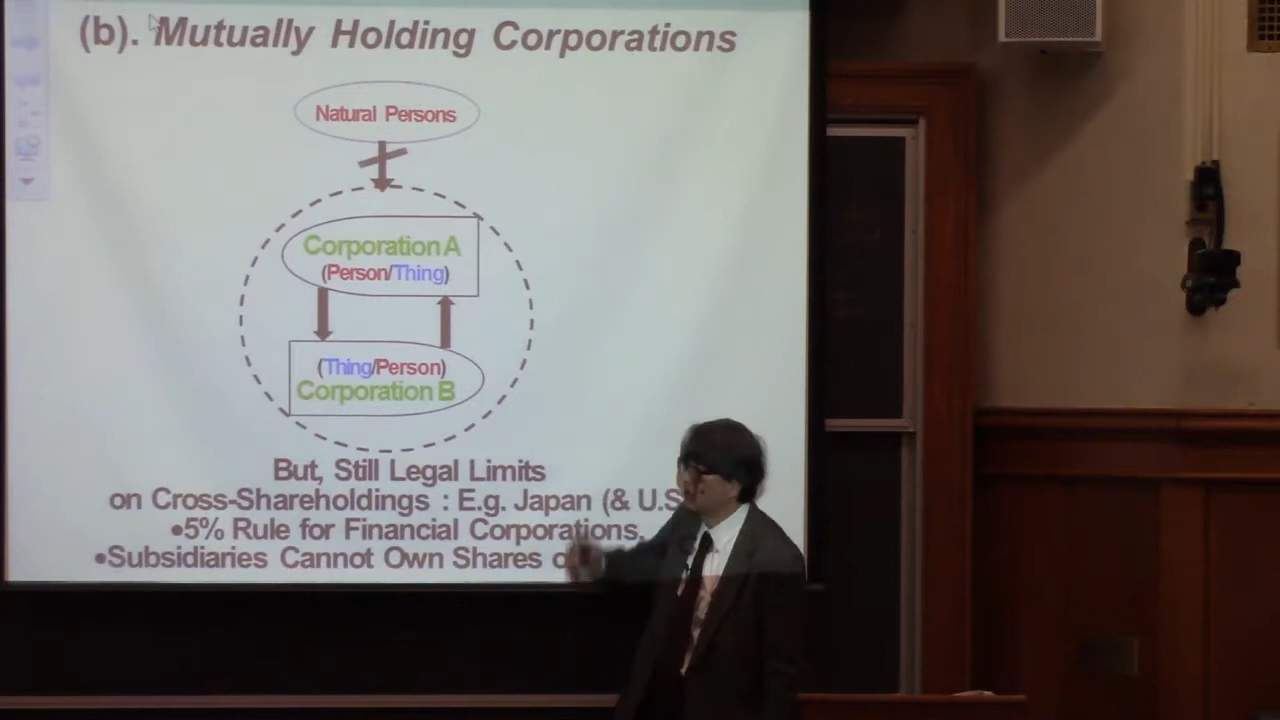 (b). Mutually Holding Corporations
Natural Persons
Corporation A
(Person/Thing)
(Thing/Person)
Corporation B
But, Still Legal Limits
on Cross-Shareholdings : E.g. Japan (& U.S
•5% Rule for Financial Corporations.
•Subsidiaries Cannot Own Shares